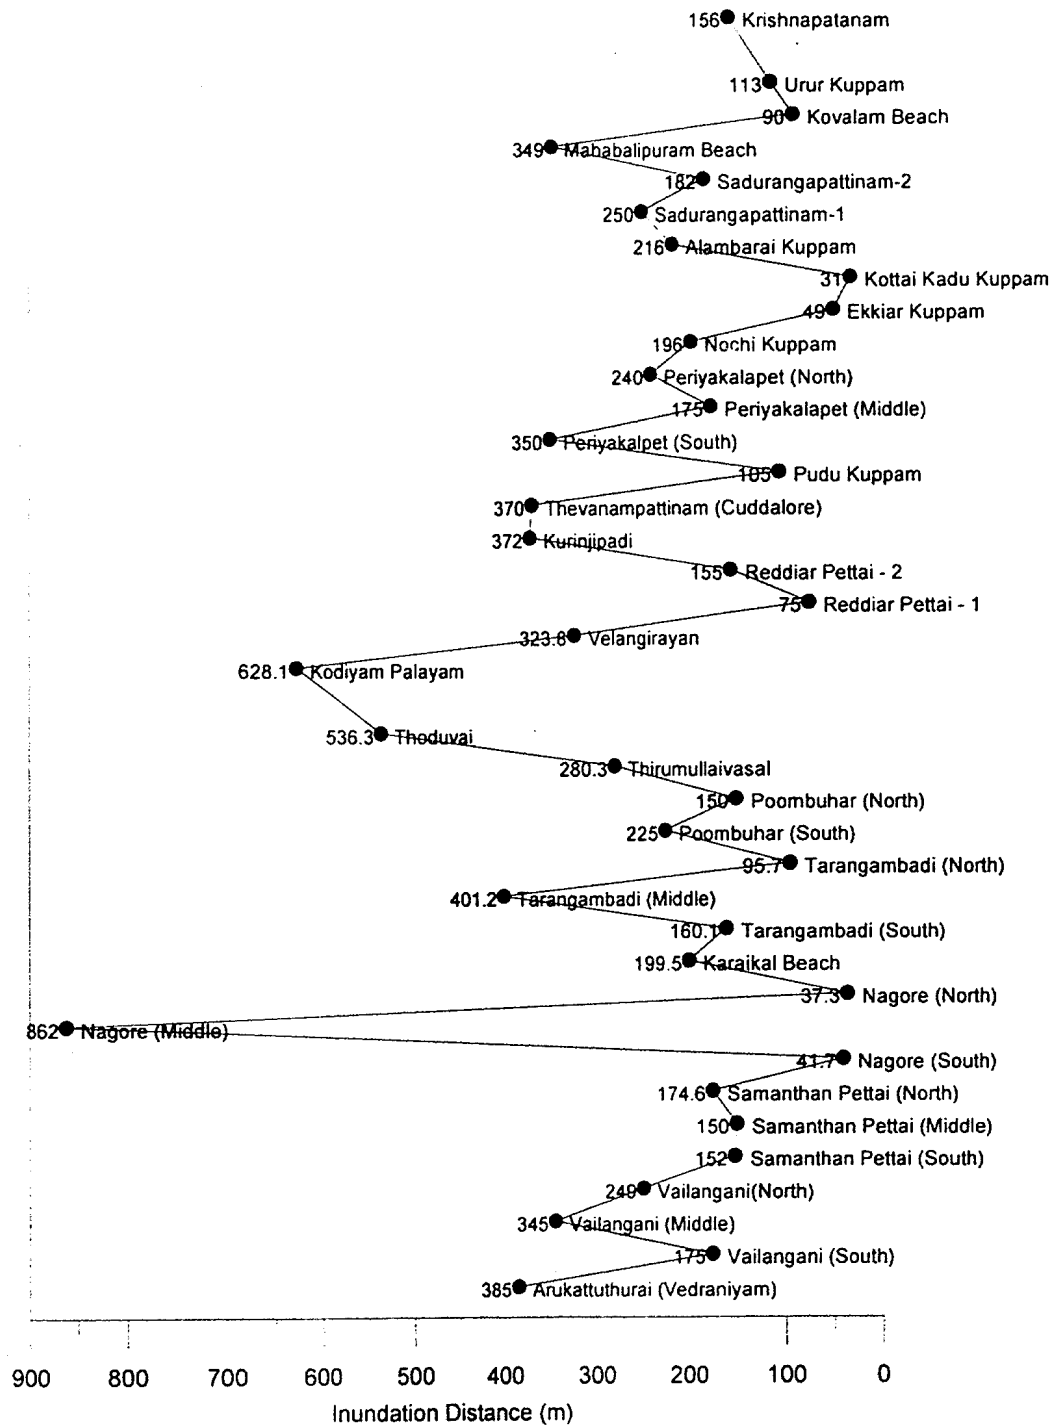 156 Krishnapatanam
113 Urur Kuppam
90 Kovalam Beach
349 Mahabalipuram Beach
182 Sadurangapattinam-2
250 Sadurangapattinam-1
216 Alambarai Kuppam
31 Kottai Kadu Kuppam
49 Ekkiar Kuppam
196 Nochi Kuppam
240 Periyakalapet (North)
175 Periyakalapet (Middle)
350 Periyakalpet (South)
105 Pudu Kuppam
370 Thevanampattinam (Cuddalore)
372 Kurinjipadi
155 Reddiar Pettai - 2
75 Reddiar Pettai - 1
323.8 Velangirayan
628.1 Kodiyam Palayam
536.3 Thoduvai
280.3 Thirumullaivasal
150 Poombuhar (North)
225 Poombuhar (South)
95.7 Tarangambadi (North)
401.2 Tarangambadi (Middle)
160.1 Tarangambadi (South)
199.5 Karaikal Beach
37.3 Nagore (North)
862 Nagore (Middle)
41.7 Nagore (South)
174.6 Samanthan Pettai (North)
150 Samanthan Pettai (Middle)
152 Samanthan Pettai (South)
249 Vailangani(North)
345 Vailangani (Middle)
175 Vailangani (South)
385 Arukattuthurai (Vedraniyam)
900 800 700 600 500 400 300 200 100 0
Inundation Distance (m)